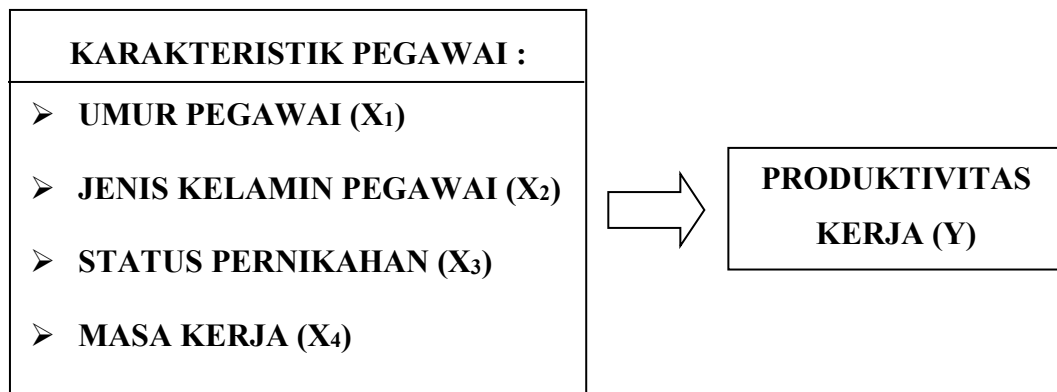 KARAKTERISTIK PEGAWAI :
➢ UMUR PEGAWAI (X₁)
➢ JENIS KELAMIN PEGAWAI (X₂)
➢ STATUS PERNIKAHAN (X₃)
➢ MASA KERJA (X₄)
PRODUKTIVITAS
KERJA (Y)